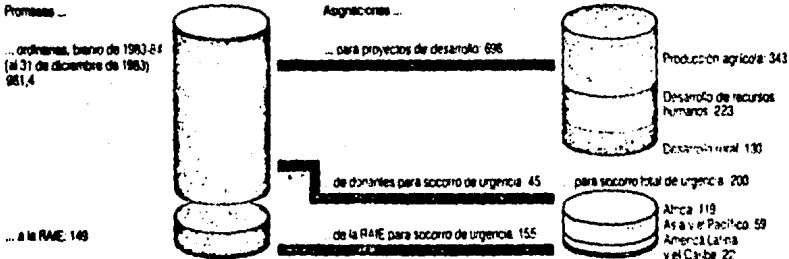 Promesas ...
Asignaciones ...
... ordinarias, bienio de 1983-84
(al 31 de diciembre de 1983)
981,4
... para proyectos de desarrollo: 696
Producción agrícola: 343
Desarrollo de recursos
humanos: 223
Desarrollo rural: 130
... de donantes para socorro de urgencia: 45
... para socorro total de urgencia: 200
... a la RAIE: 149
... de la RAIE para socorro de urgencia: 155
Africa: 119
Asia y el Pacífico: 59
América Latina
y el Caribe: 22